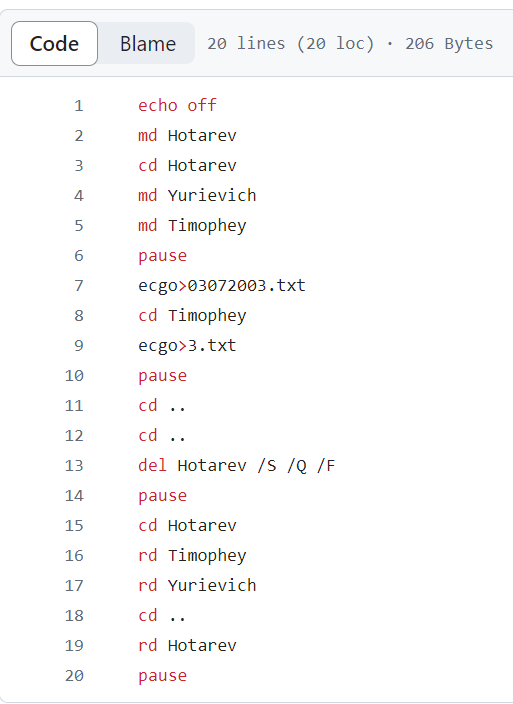 Code Blame 20 lines (20 loc) · 206 Bytes
1 echo off
2 md Hotarev
3 cd Hotarev
4 md Yurievich
5 md Timophey
6 pause
7 ecgo>03072003.txt
8 cd Timophey
9 ecgo>3.txt
10 pause
11 cd ..
12 cd ..
13 del Hotarev /S /Q /F
14 pause
15 cd Hotarev
16 rd Timophey
17 rd Yurievich
18 cd ..
19 rd Hotarev
20 pause